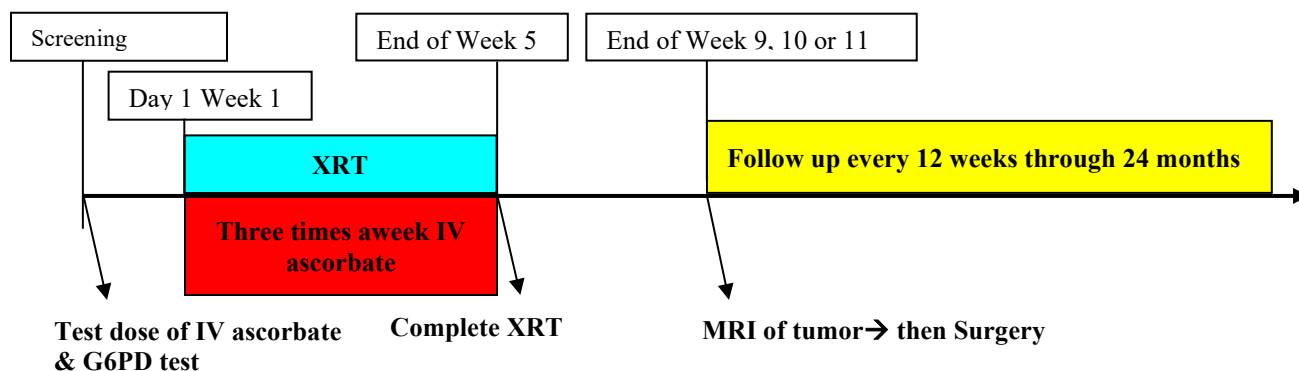 Screening
End of Week 5
End of Week 9, 10 or 11
Day 1 Week 1
XRT
Follow up every 12 weeks through 24 months
Three times aweek IV
ascorbate
Test dose of IV ascorbate
& G6PD test
Complete XRT
MRI of tumor→ then Surgery